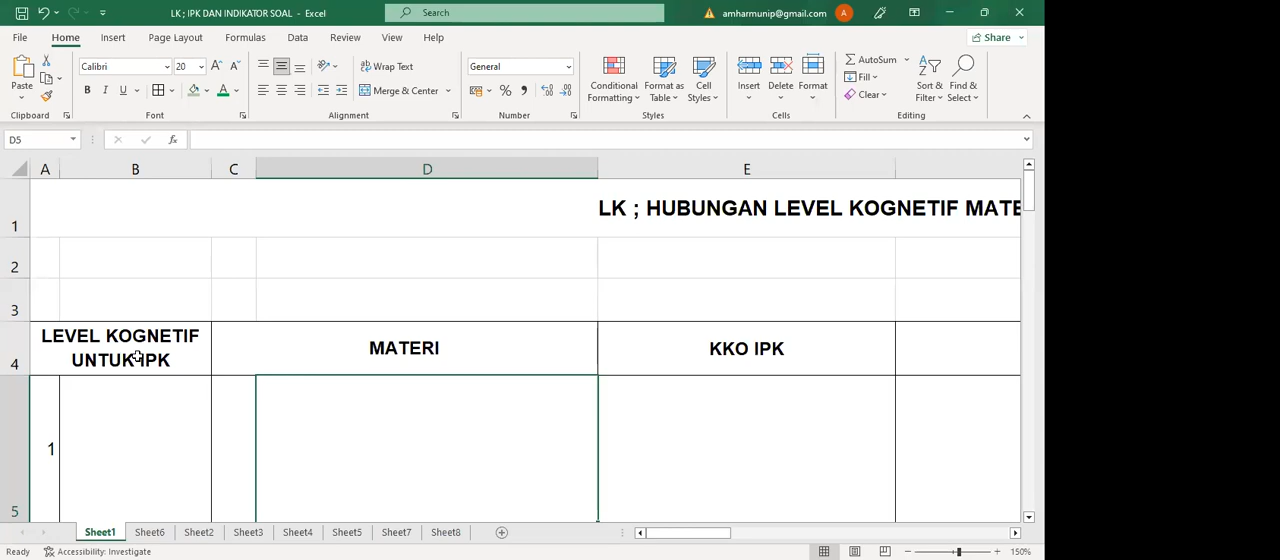 LK ; IPK DAN INDIKATOR SOAL - Excel
Search
amharmunip@gmail.com
A
File Home Insert Page Layout Formulas Data Review View Help
Share
Paste
Calibri 20
B I U
A A A
Wrap Text
Merge & Center
General
% 9
Conditional Formatting
Format as Table
Cell Styles
Insert Delete Format
AutoSum
Fill
Clear
Sort & Filter
Find & Select
Clipboard Font Alignment Number Styles Cells Editing
D5 fx
A B C D E
1 LK ; HUBUNGAN LEVEL KOGNETIF MATE
2
3
4 LEVEL KOGNETIF UNTUK IPK MATERI KKO IPK
1
5
Sheet1 Sheet6 Sheet2 Sheet3 Sheet4 Sheet5 Sheet7 Sheet8
Ready Accessibility: Investigate 150%